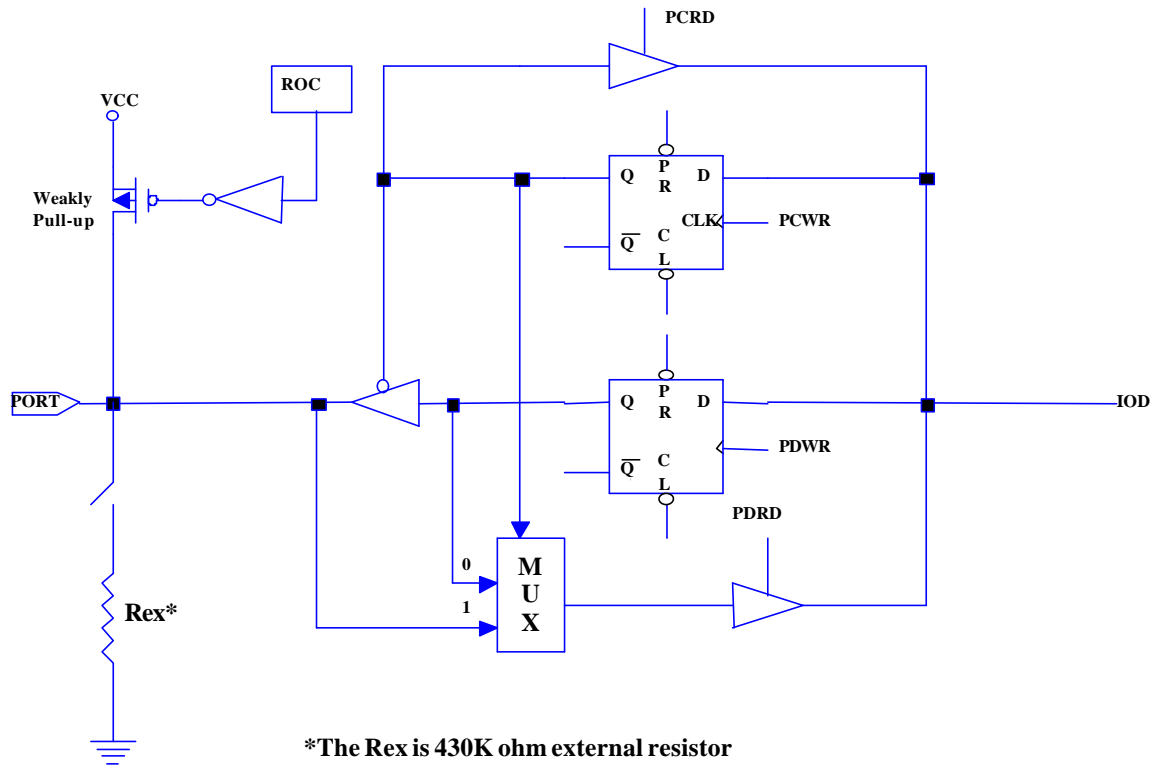 PCRD
ROC
VCC
Weakly
Pull-up
Q P R D
CLK PCWR
Q C L
PORT
Q P R D
IOD
PDWR
Q C L
PDRD
0
1
M
U
X
Rex*
*The Rex is 430K ohm external resistor